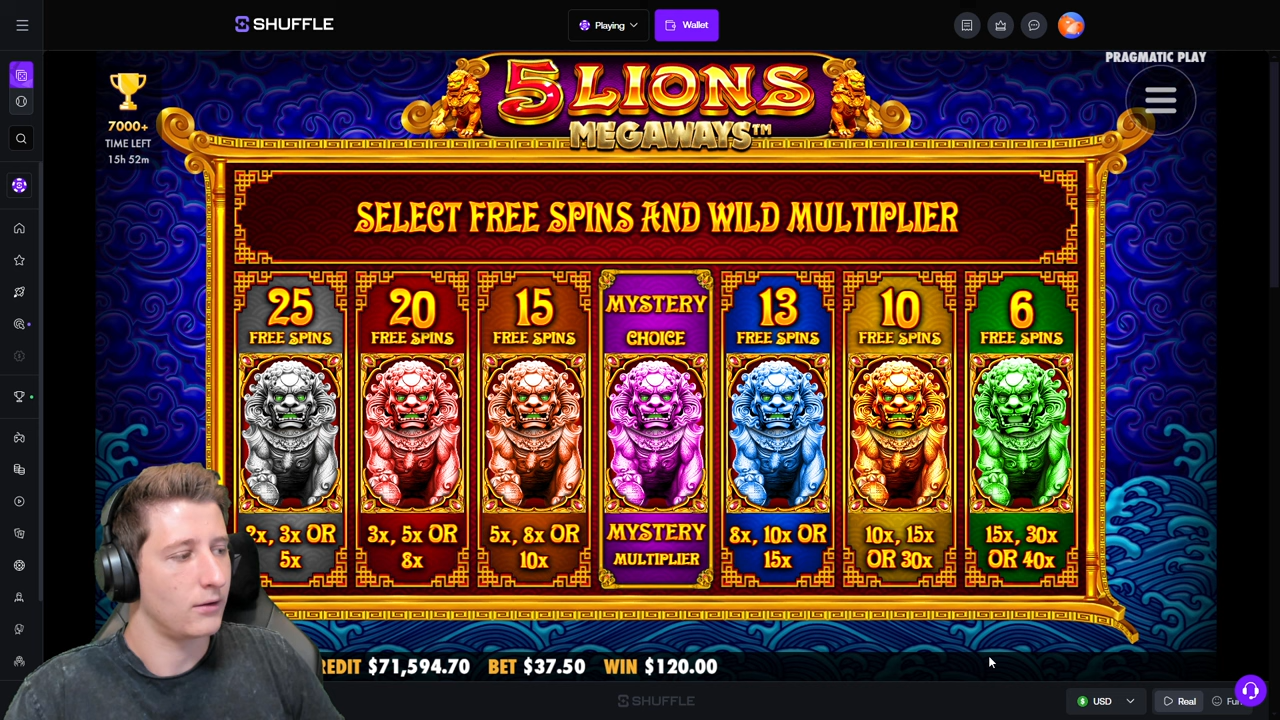 SHUFFLE
Playing
Wallet
PRAGMATIC PLAY
5 LIONS
MEGAWAYS™
7000+
TIME LEFT
15h 52m
SELECT FREE SPINS AND WILD MULTIPLIER
25
FREE SPINS
2x, 3x OR
5x
20
FREE SPINS
3x, 5x OR
8x
15
FREE SPINS
5x, 8x OR
10x
MYSTERY
CHOICE
MYSTERY
MULTIPLIER
13
FREE SPINS
8x, 10x OR
15x
10
FREE SPINS
10x, 15x
OR 30x
6
FREE SPINS
15x, 30x
OR 40x
REDIT $71,594.70 BET $37.50 WIN $120.00
SHUFFLE
USD
Real
Fun